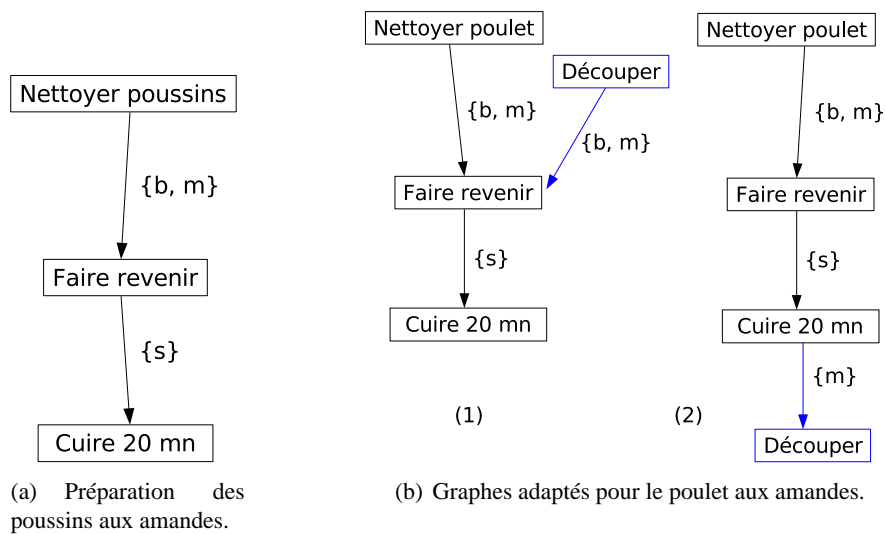 Nettoyer poussins
{b, m}
Faire revenir
{s}
Cuire 20 mn
(a) Préparation des
poussins aux amandes.
Nettoyer poulet
Découper
{b, m}
{b, m}
Faire revenir
{s}
Cuire 20 mn
(1)
Nettoyer poulet
{b, m}
Faire revenir
{s}
Cuire 20 mn
{m}
(2)
Découper
(b) Graphes adaptés pour le poulet aux amandes.